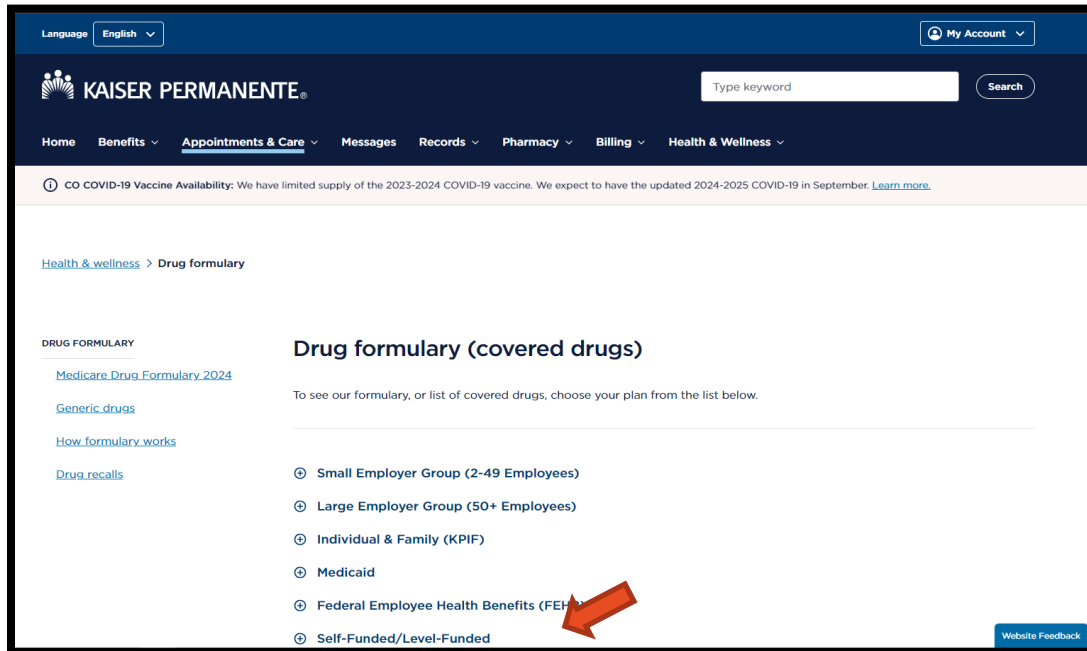 Language English My Account
KAISER PERMANENTE® Type keyword Search
Home Benefits Appointments & Care Messages Records Pharmacy Billing Health & Wellness
CO COVID-19 Vaccine Availability: We have limited supply of the 2023-2024 COVID-19 vaccine. We expect to have the updated 2024-2025 COVID-19 in September. Learn more.
Health & wellness > Drug formulary
DRUG FORMULARY
Medicare Drug Formulary 2024
Generic drugs
How formulary works
Drug recalls
Drug formulary (covered drugs)
To see our formulary, or list of covered drugs, choose your plan from the list below.
Small Employer Group (2-49 Employees)
Large Employer Group (50+ Employees)
Individual & Family (KPIF)
Medicaid
Federal Employee Health Benefits
Self-Funded/Level-Funded
Website Feedback